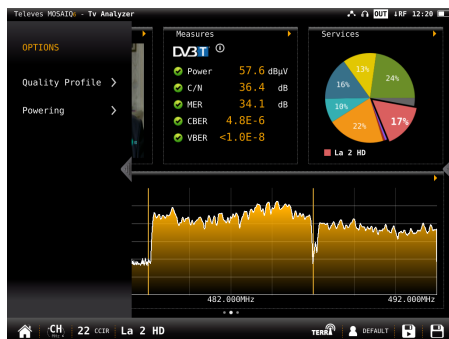 Televes MOSAIQ6 - Tv Analyzer OUT ↓RF 12:20
OPTIONS
Quality Profile >
Powering >
Measures
DVB T
Power 57.6 dBµV
C/N 36.4 dB
MER 34.1 dB
CBER 4.8E-6
VBER <1.0E-8
Services
13%
24%
16%
10%
17%
22%
La 2 HD
482.000MHz 492.000MHz
CH 22 CCIR La 2 HD TERR DEFAULT